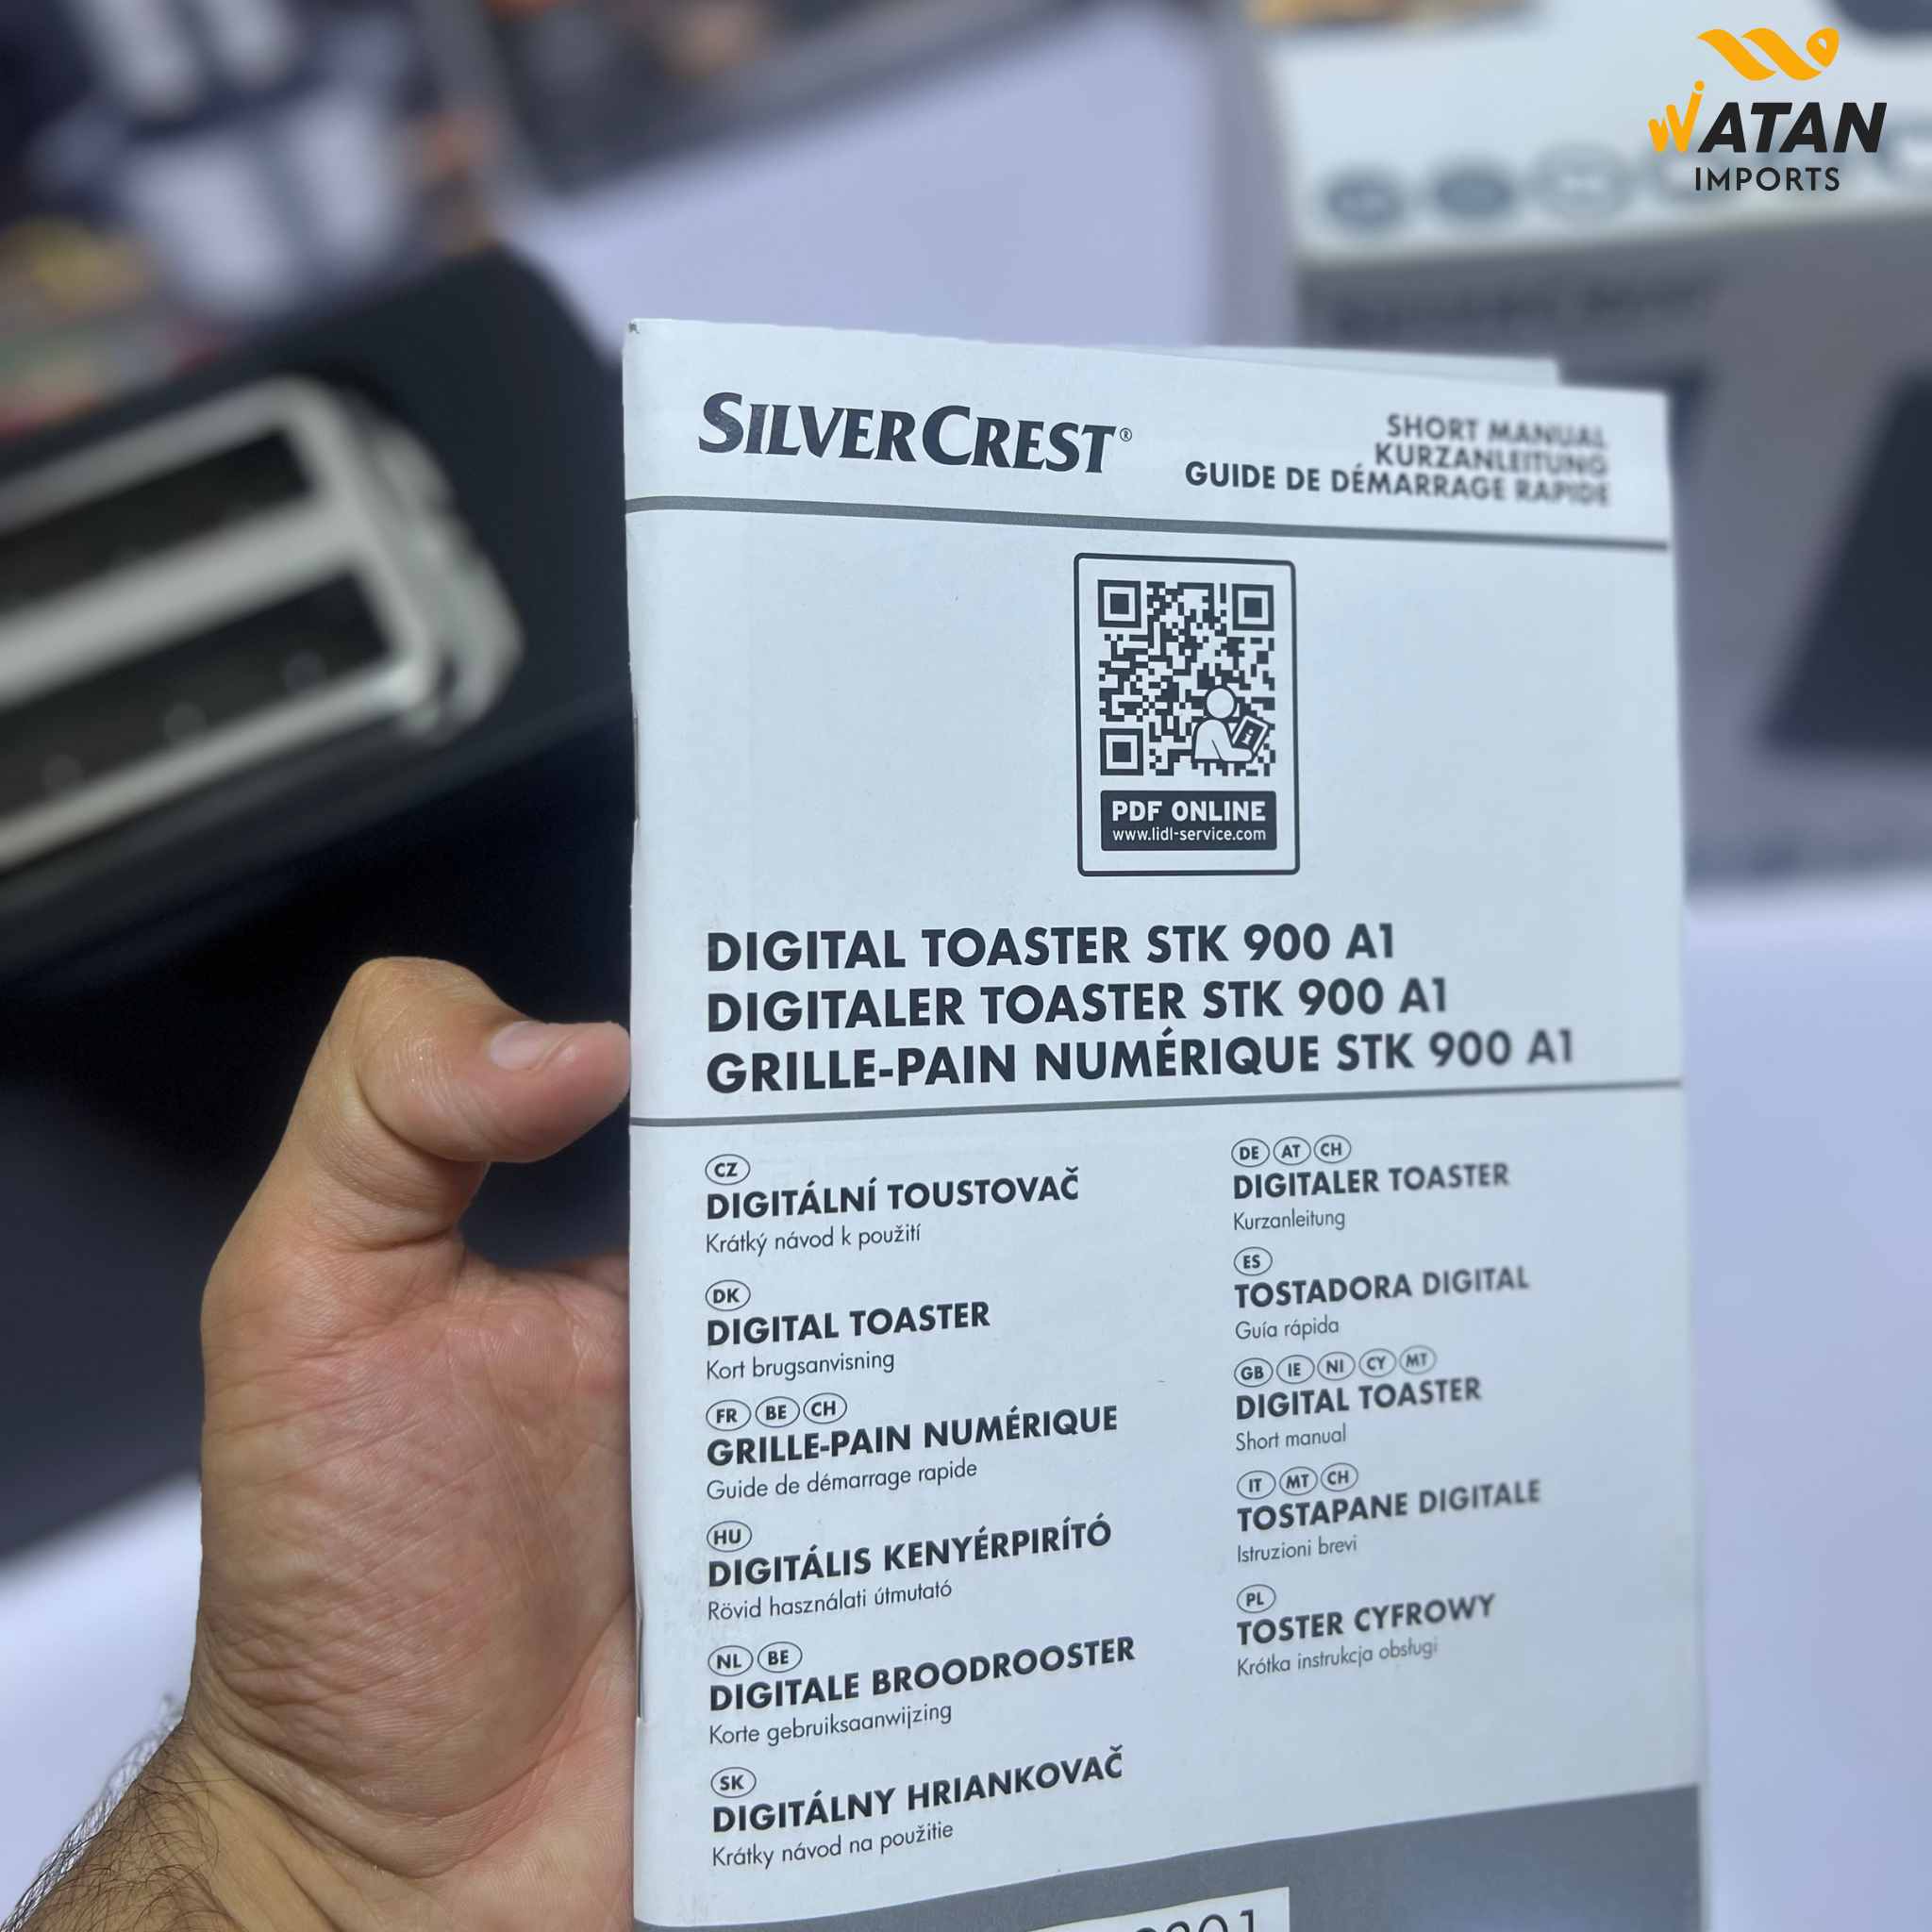 WATAN
IMPORTS
SILVERCREST®
SHORT MANUAL
KURZANLEITUNG
GUIDE DE DÉMARRAGE RAPIDE
PDF ONLINE
www.lidl-service.com
DIGITAL TOASTER STK 900 A1
DIGITALER TOASTER STK 900 A1
GRILLE-PAIN NUMÉRIQUE STK 900 A1
CZ
DIGITÁLNÍ TOUSTOVAČ
Krátký návod k použití
DK
DIGITAL TOASTER
Kort brugsanvisning
FR BE CH
GRILLE-PAIN NUMÉRIQUE
Guide de démarrage rapide
HU
DIGITÁLIS KENYÉRPIRÍTÓ
Rövid használati útmutató
NL BE
DIGITALE BROODROOSTER
Korte gebruiksaanwijzing
SK
DIGITÁLNY HRIANKOVAČ
Krátky návod na použitie
DE AT CH
DIGITALER TOASTER
Kurzanleitung
ES
TOSTADORA DIGITAL
Guía rápida
GB IE NI CY MT
DIGITAL TOASTER
Short manual
IT MT CH
TOSTAPANE DIGITALE
Istruzioni brevi
PL
TOSTER CYFROWY
Krótka instrukcja obsługi